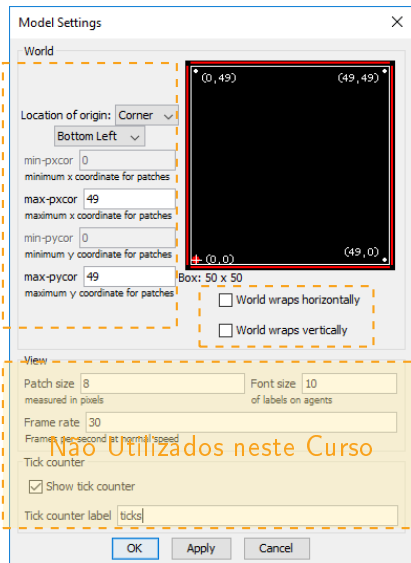 Model Settings
World
(0,49)
(49,49)
Location of origin: Corner
Bottom Left
min-pxcor 0
minimum x coordinate for patches
max-pxcor 49
maximum x coordinate for patches
min-pycor 0
minimum y coordinate for patches
max-pycor 49
maximum y coordinate for patches
(0,0)
(49,0)
Box: 50 x 50
World wraps horizontally
World wraps vertically
View
Patch size 8
measured in pixels
Font size 10
of labels on agents
Frame rate 30
Frames per second at normal speed
Não Utilizados neste Curso
Tick counter
Show tick counter
Tick counter label ticks
OK Apply Cancel